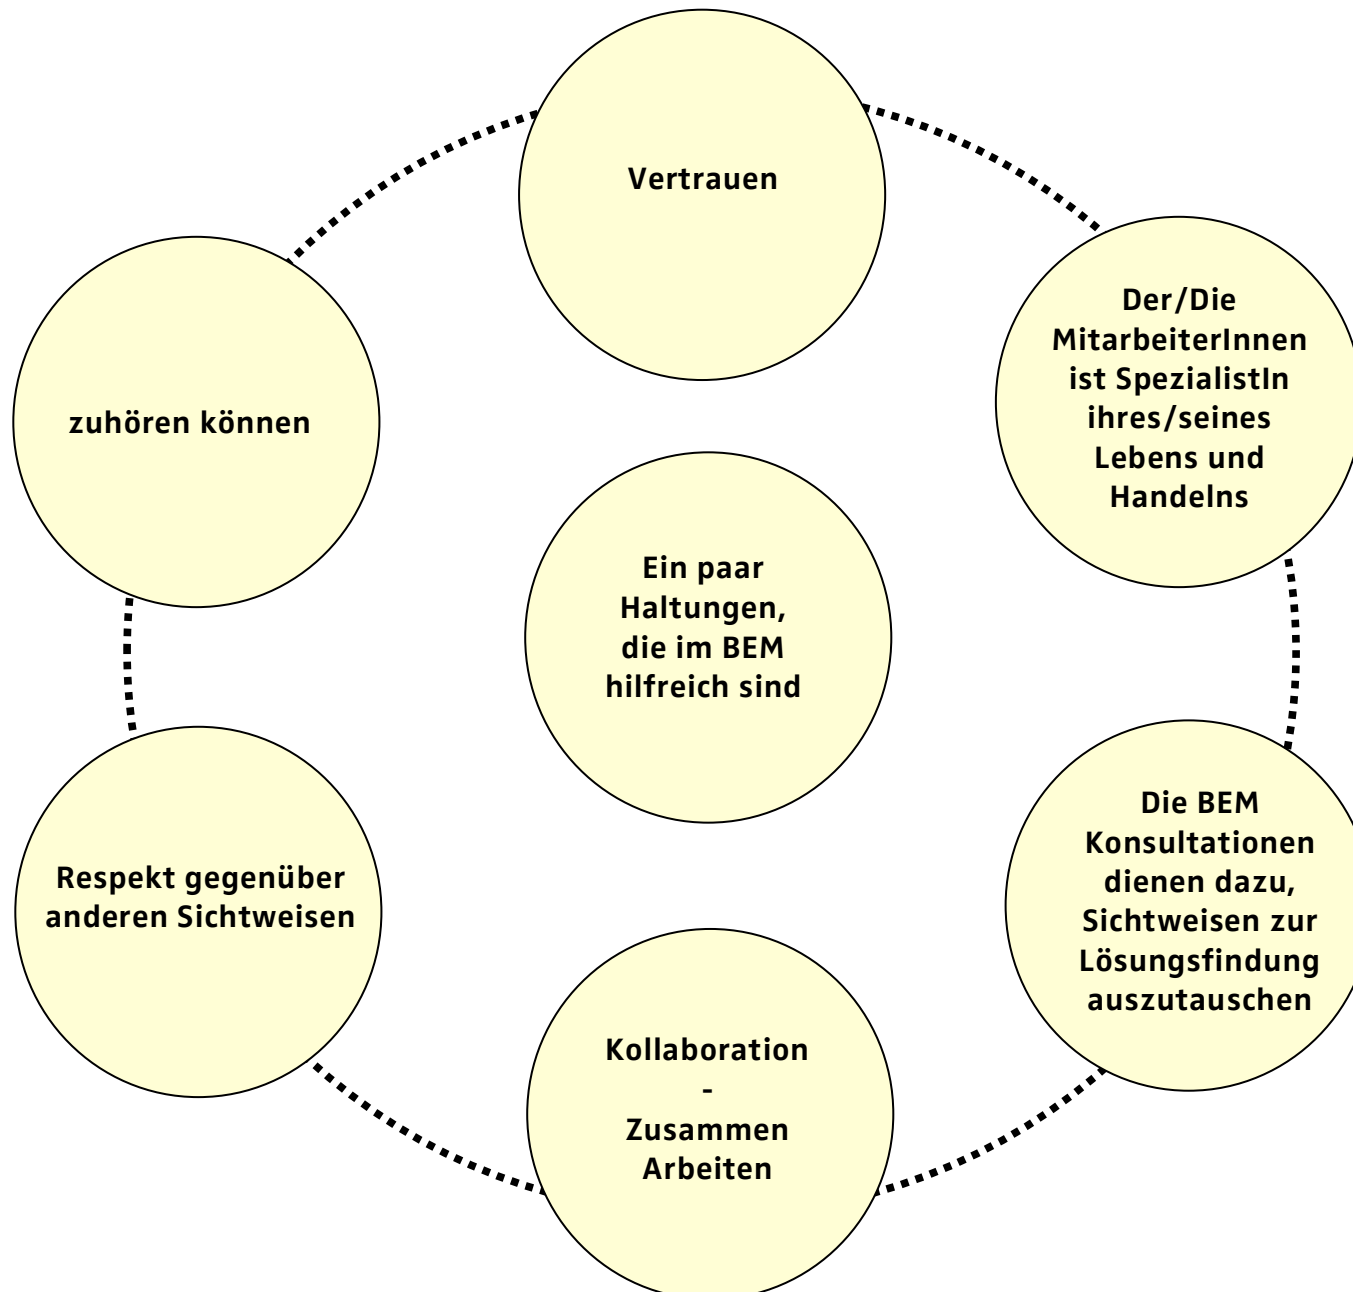 Vertrauen
Der/Die
MitarbeiterInnen
ist SpezialistIn
ihres/seines
Lebens und
Handelns
zuhören können
Ein paar
Haltungen,
die im BEM
hilfreich sind
Die BEM
Konsultationen
dienen dazu,
Sichtweisen zur
Lösungsfindung
auszutauschen
Respekt gegenüber
anderen Sichtweisen
Kollaboration
-
Zusammen
Arbeiten